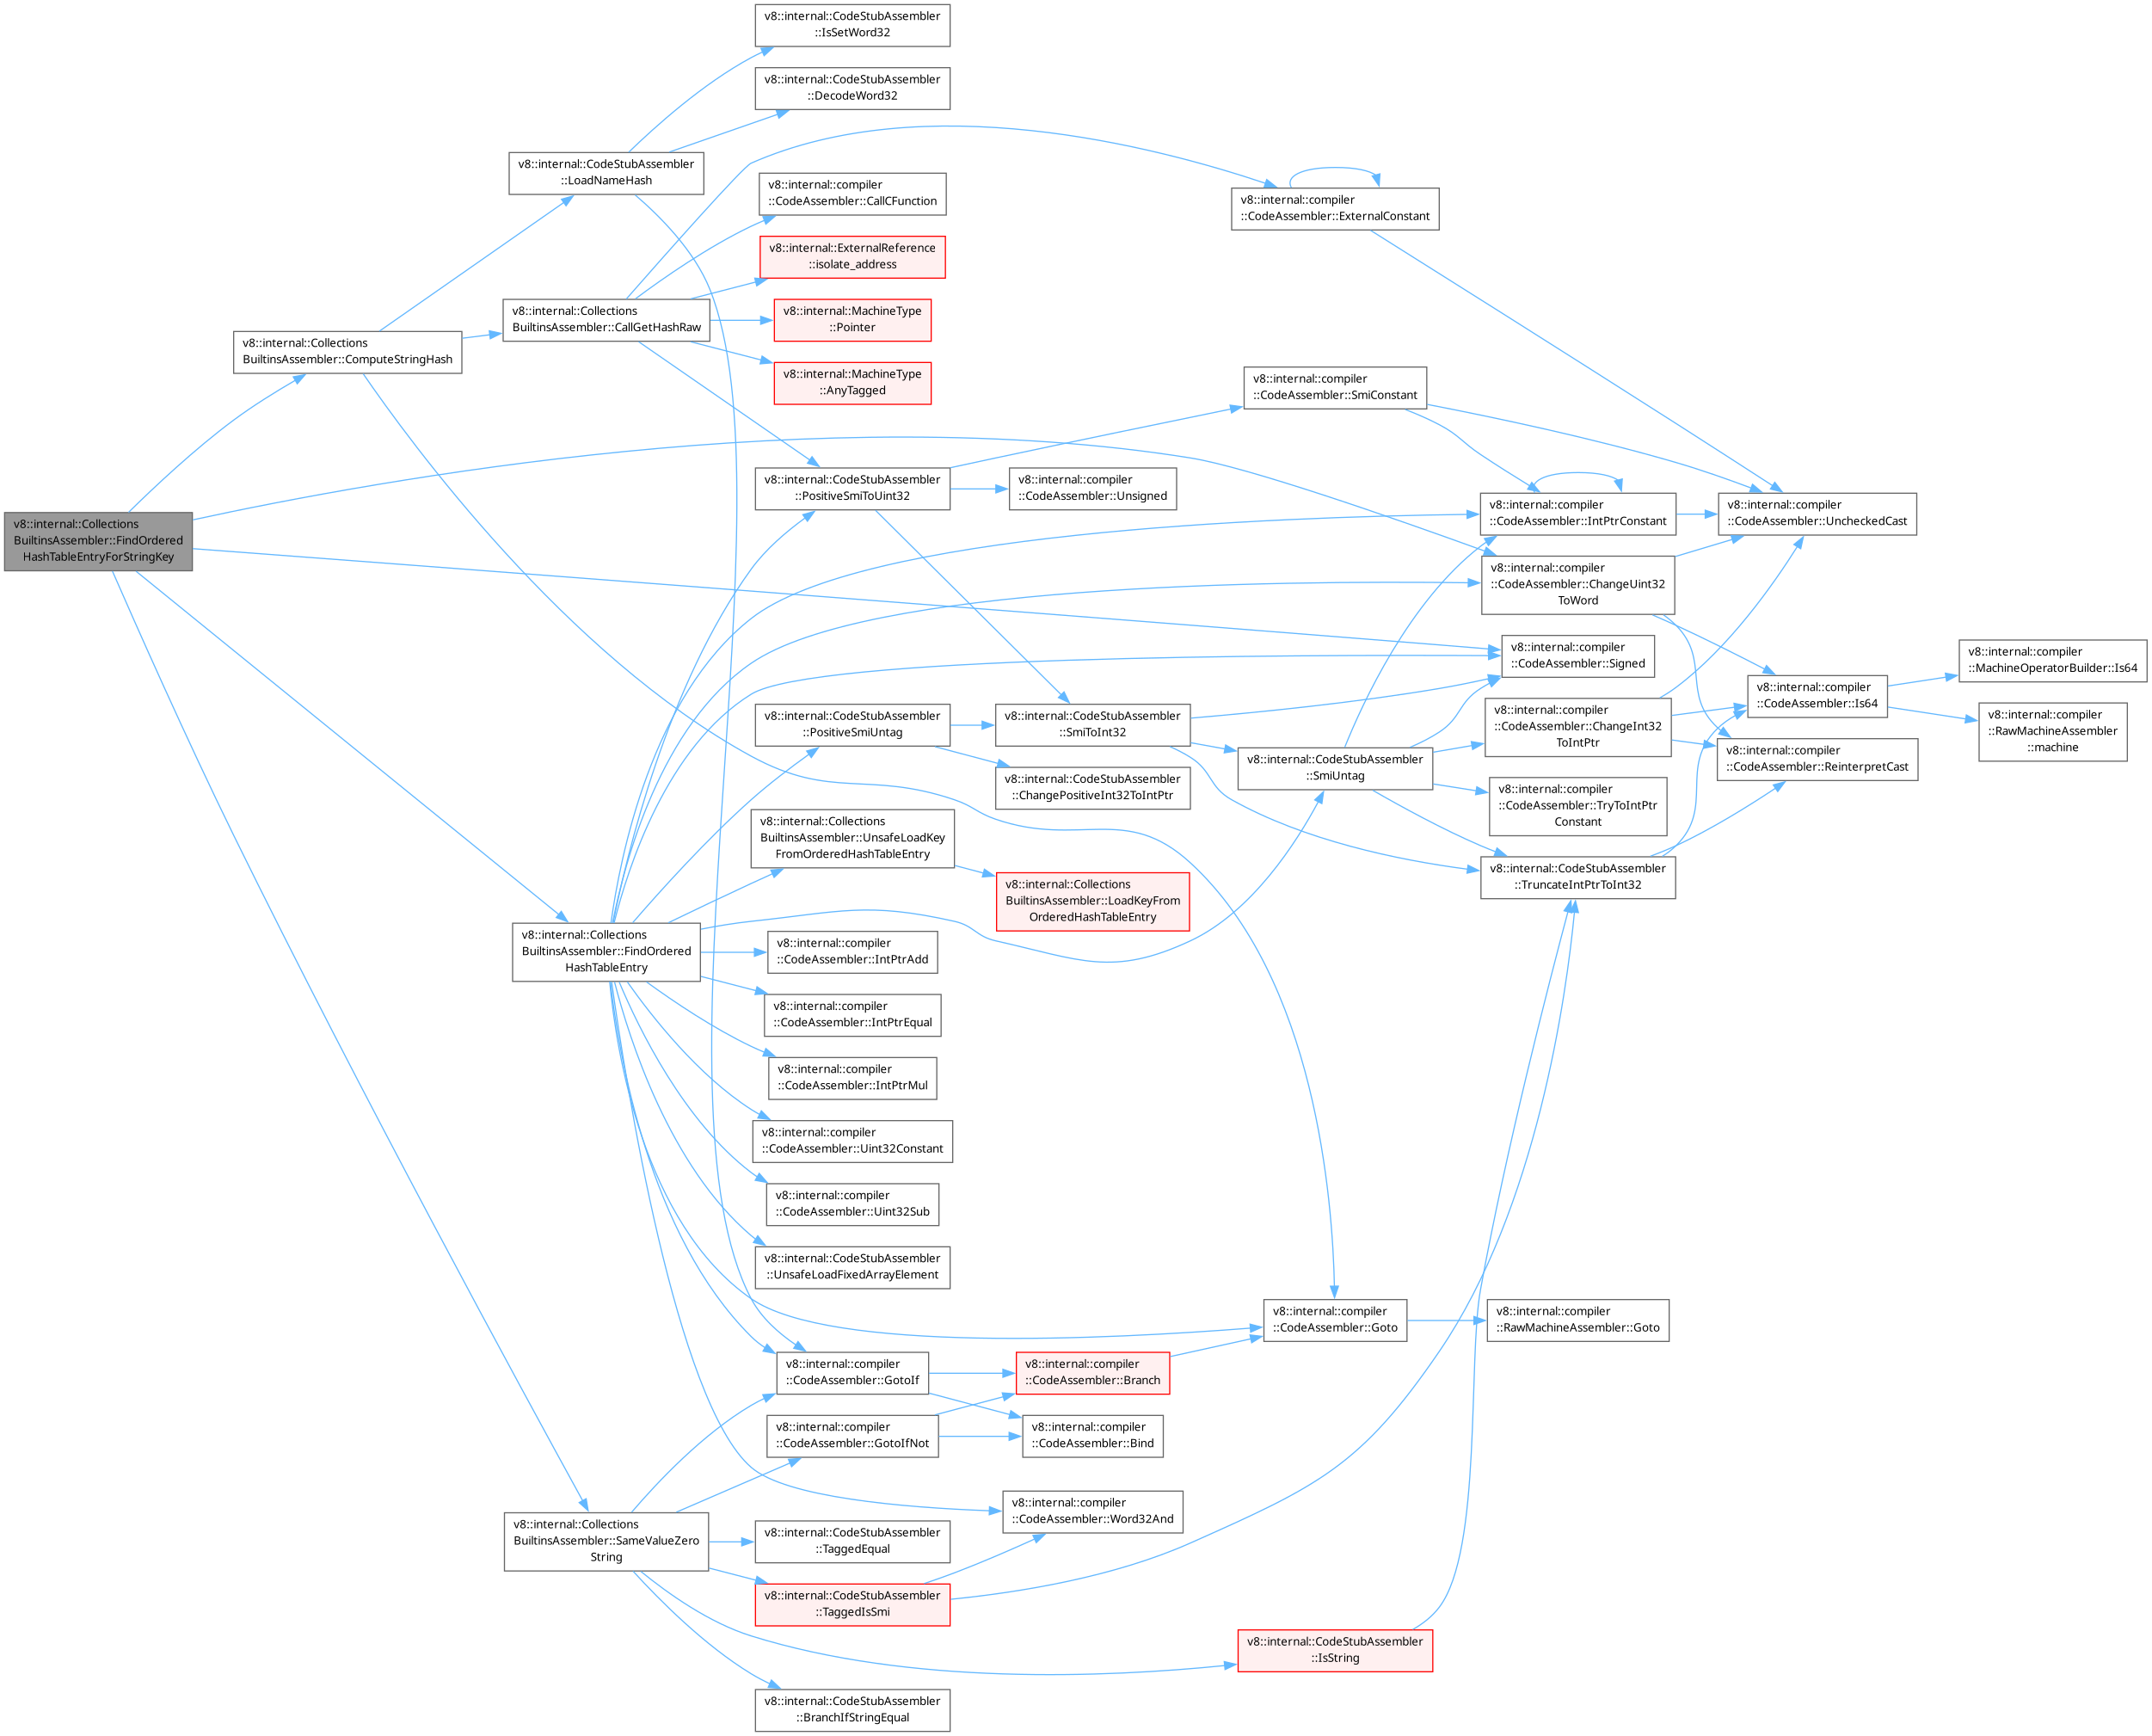 v8::internal::CodeStubAssembler
::IsSetWord32
v8::internal::CodeStubAssembler
::DecodeWord32
v8::internal::CodeStubAssembler
::LoadNameHash
v8::internal::compiler
::CodeAssembler::CallCFunction
v8::internal::compiler
::CodeAssembler::ExternalConstant
v8::internal::ExternalReference
::isolate_address
v8::internal::Collections
BuiltinsAssembler::CallGetHashRaw
v8::internal::MachineType
::Pointer
v8::internal::Collections
BuiltinsAssembler::ComputeStringHash
v8::internal::MachineType
::AnyTagged
v8::internal::compiler
::CodeAssembler::SmiConstant
v8::internal::CodeStubAssembler
::PositiveSmiToUint32
v8::internal::compiler
::CodeAssembler::Unsigned
v8::internal::compiler
::CodeAssembler::IntPtrConstant
v8::internal::compiler
::CodeAssembler::UncheckedCast
v8::internal::Collections
BuiltinsAssembler::FindOrdered
HashTableEntryForStringKey
v8::internal::compiler
::CodeAssembler::ChangeUint32
ToWord
v8::internal::compiler
::CodeAssembler::Signed
v8::internal::compiler
::MachineOperatorBuilder::Is64
v8::internal::compiler
::CodeAssembler::Is64
v8::internal::CodeStubAssembler
::PositiveSmiUntag
v8::internal::CodeStubAssembler
::SmiToInt32
v8::internal::compiler
::CodeAssembler::ChangeInt32
ToIntPtr
v8::internal::compiler
::RawMachineAssembler
::machine
v8::internal::CodeStubAssembler
::SmiUntag
v8::internal::compiler
::CodeAssembler::ReinterpretCast
v8::internal::CodeStubAssembler
::ChangePositiveInt32ToIntPtr
v8::internal::compiler
::CodeAssembler::TryToIntPtr
Constant
v8::internal::Collections
BuiltinsAssembler::UnsafeLoadKey
FromOrderedHashTableEntry
v8::internal::CodeStubAssembler
::TruncateIntPtrToInt32
v8::internal::Collections
BuiltinsAssembler::LoadKeyFrom
OrderedHashTableEntry
v8::internal::Collections
BuiltinsAssembler::FindOrdered
HashTableEntry
v8::internal::compiler
::CodeAssembler::IntPtrAdd
v8::internal::compiler
::CodeAssembler::IntPtrEqual
v8::internal::compiler
::CodeAssembler::IntPtrMul
v8::internal::compiler
::CodeAssembler::Uint32Constant
v8::internal::compiler
::CodeAssembler::Uint32Sub
v8::internal::CodeStubAssembler
::UnsafeLoadFixedArrayElement
v8::internal::compiler
::CodeAssembler::Goto
v8::internal::compiler
::RawMachineAssembler::Goto
v8::internal::compiler
::CodeAssembler::GotoIf
v8::internal::compiler
::CodeAssembler::Branch
v8::internal::compiler
::CodeAssembler::GotoIfNot
v8::internal::compiler
::CodeAssembler::Bind
v8::internal::compiler
::CodeAssembler::Word32And
v8::internal::Collections
BuiltinsAssembler::SameValueZero
String
v8::internal::CodeStubAssembler
::TaggedEqual
v8::internal::CodeStubAssembler
::TaggedIsSmi
v8::internal::CodeStubAssembler
::IsString
v8::internal::CodeStubAssembler
::BranchIfStringEqual